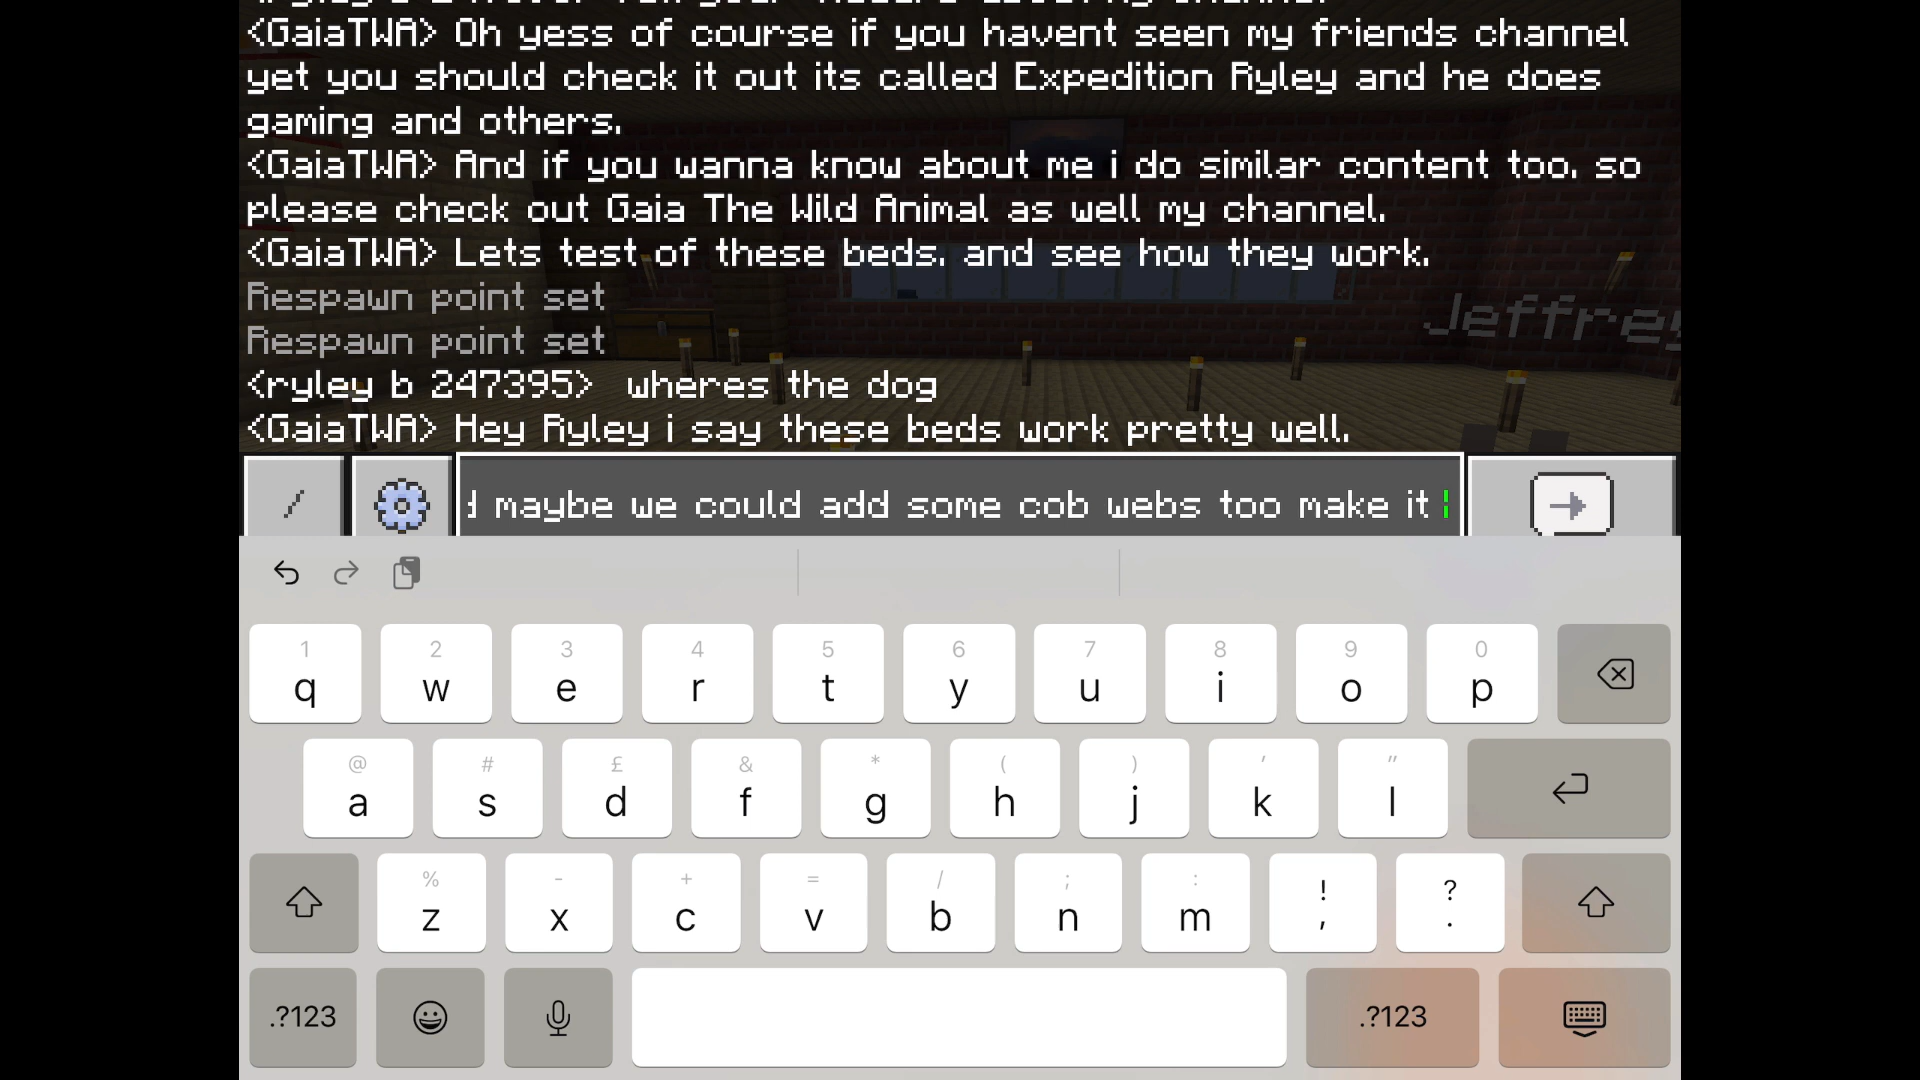 <GaiaTWA> Oh yess of course if you havent seen my friends channel
yet you should check it out its called Expedition Ryley and he does
gaming and others.
<GaiaTWA> And if you wanna know about me i do similar content too. so
please check out Gaia The Wild Animal as well my channel.
<GaiaTWA> Lets test of these beds. and see how they work.
Respawn point set
Respawn point set
Jeffrey
<ryley b 247395>  wheres the dog
<GaiaTWA> Hey Ryley i say these beds work pretty well.
/
maybe we could add some cob webs too make it
1 2 3 4 5 6 7 8 9 0
q w e r t y u i o p
@ # £ & * ( ) ' "
a s d f g h j k l
% - + = / ; : ! ?
z x c v b n m , .
.?123 .?123